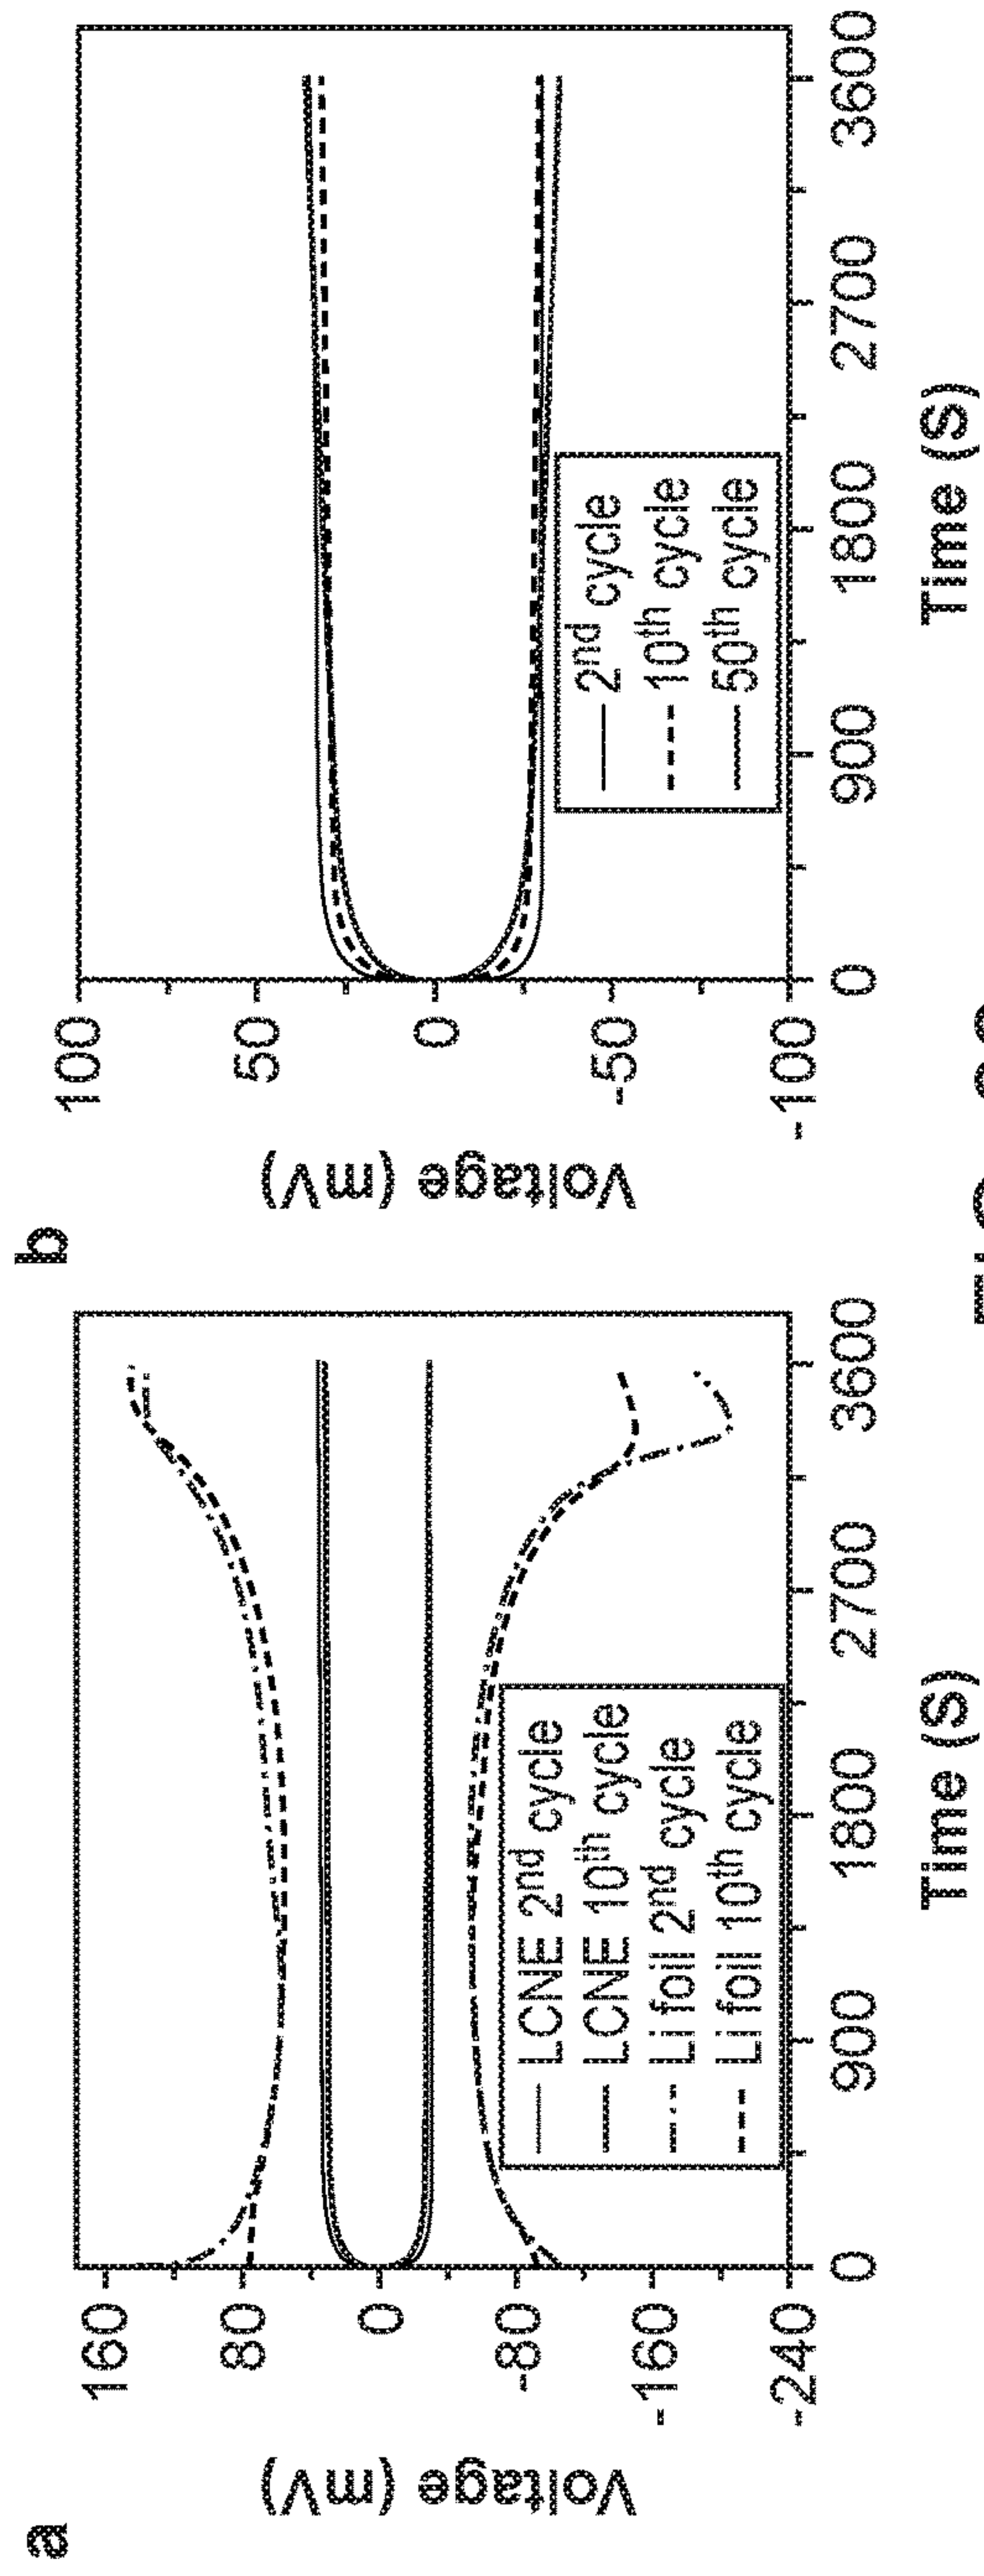 a
Voltage (mV)
160
80
0
-80
-160
-240
LCNE 2nd cycle
LCNE 10th cycle
Li foil 2nd cycle
Li foil 10th cycle
0
900
1800
2700
3600
Time (S)
b
Voltage (mV)
100
50
0
-50
-100
2nd cycle
10th cycle
50th cycle
0
900
1800
2700
3600
Time (S)